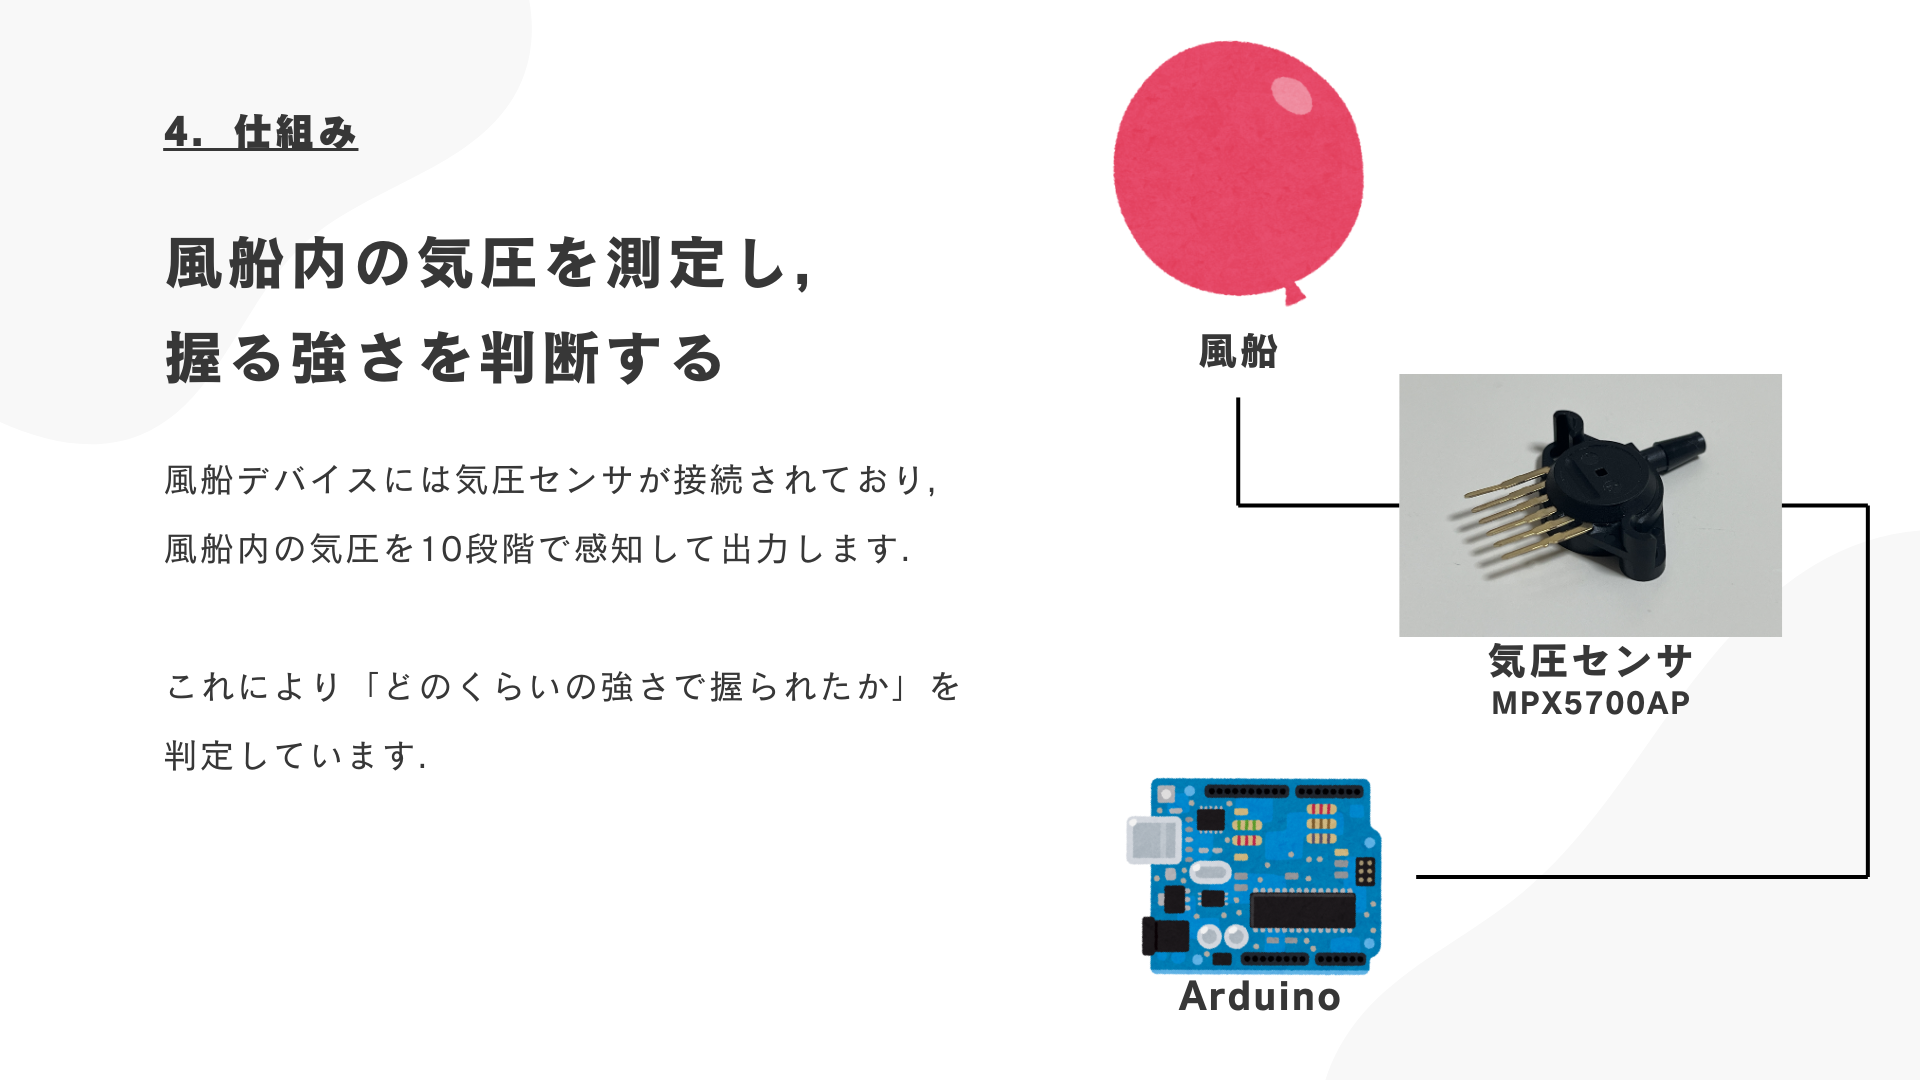 4. 仕組み
風船内の気圧を測定し,
握る強さを判断する
風船デバイスには気圧センサが接続されており,
風船内の気圧を10段階で感知して出力します.
これにより「どのくらいの強さで握られたか」を
判定しています.
風船
気圧センサ
MPX5700AP
Arduino